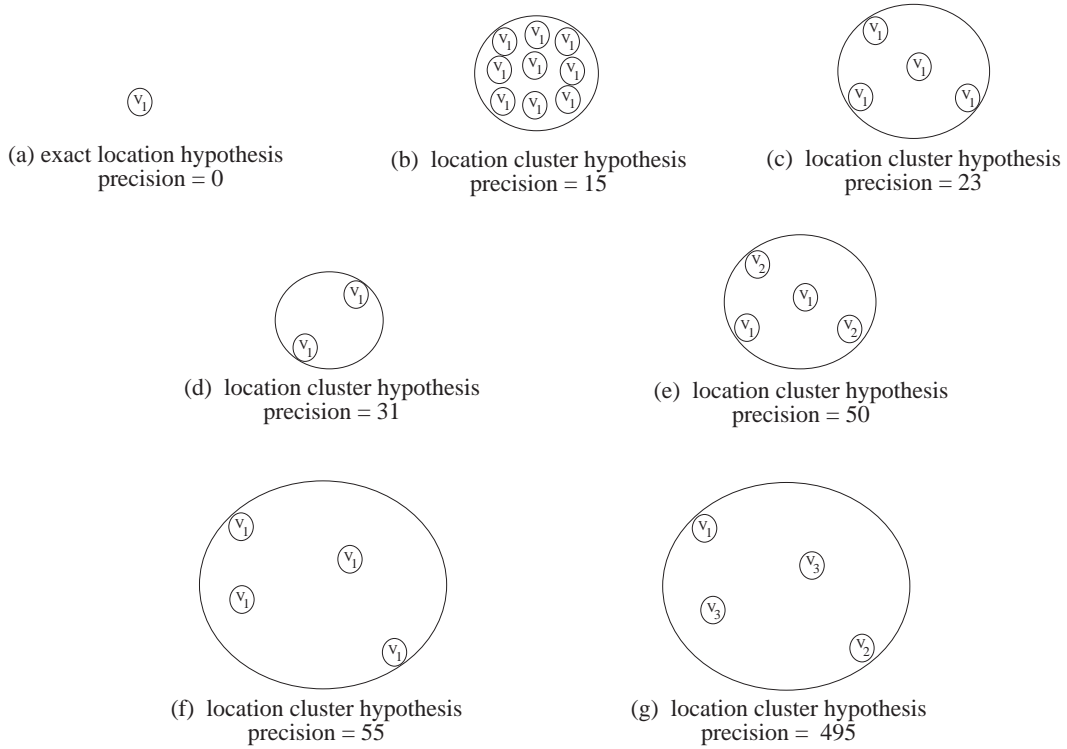 v1
(a) exact location hypothesis
precision = 0
v1 v1 v1
v1 v1 v1
v1 v1 v1
(b) location cluster hypothesis
precision = 15
v1
v1
v1 v1
(c) location cluster hypothesis
precision = 23
v1
v1
(d) location cluster hypothesis
precision = 31
v2
v1
v1 v2
(e) location cluster hypothesis
precision = 50
v1
v1
v1
v1
(f) location cluster hypothesis
precision = 55
v1
v3
v3
v2
(g) location cluster hypothesis
precision = 495